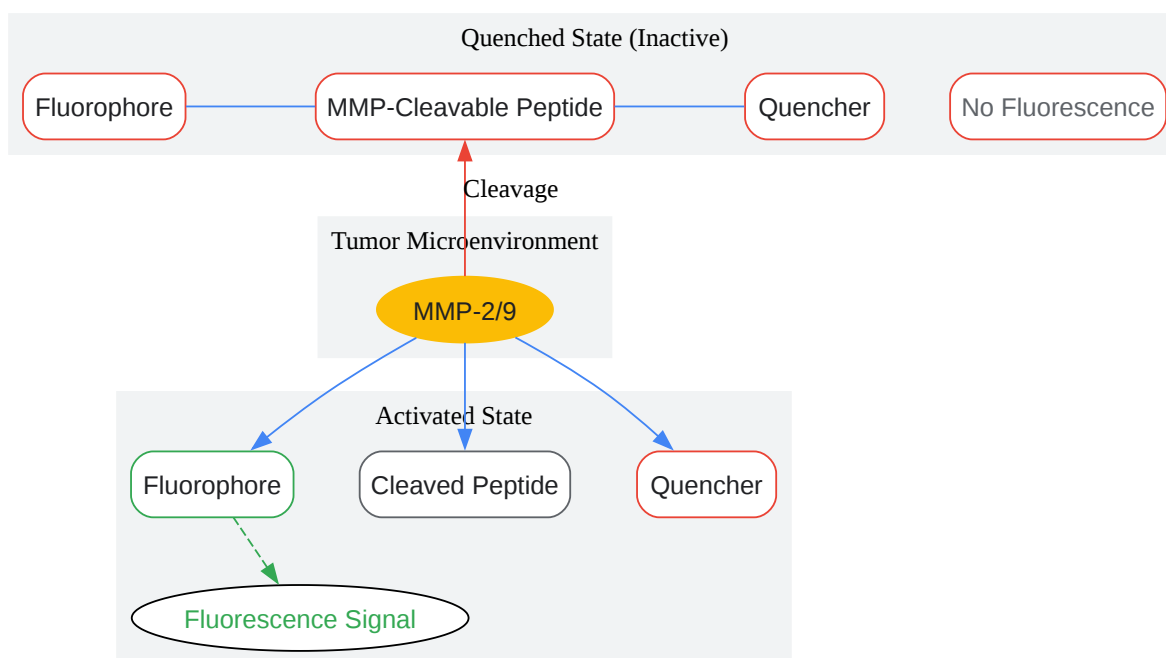 Quenched State (Inactive)
Fluorophore
MMP-Cleavable Peptide
Quencher
No Fluorescence
Cleavage
Tumor Microenvironment
MMP-2/9
Activated State
Fluorophore
Cleaved Peptide
Quencher
Fluorescence Signal